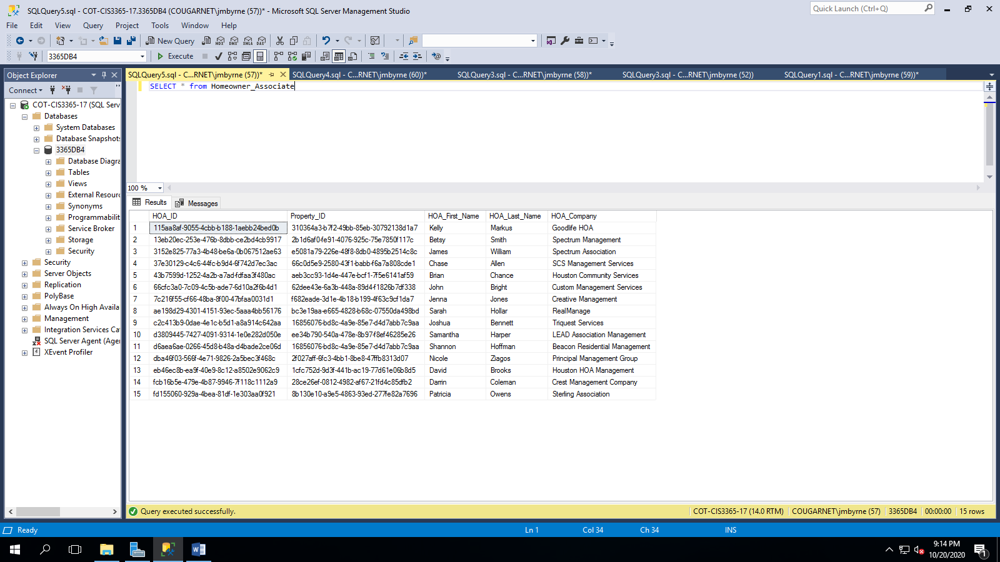 SQLQuery5.sql - COT-CIS3365-17.3365DB4 (COUGARNET\jmbyrne (57))* - Microsoft SQL Server Management Studio
Quick Launch (Ctrl+Q)
File Edit View Query Project Tools Window Help
New Query MDX DMX XMLA DAX
3365DB4 Execute
Object Explorer
SQLQuery5.sql - C...RNET\jmbyrne (57))* SQLQuery4.sql - C...RNET\jmbyrne (60))* SQLQuery3.sql - C...RNET\jmbyrne (58))* SQLQuery3.sql - C...RNET\jmbyrne (52)) SQLQuery1.sql - C...RNET\jmbyrne (59))*
Connect
COT-CIS3365-17 (SQL Serv
Databases
System Databases
Database Snapshots
3365DB4
Database Diagra
Tables
Views
External Resourc
Synonyms
Programmabilit
Service Broker
Storage
Security
Security
Server Objects
Replication
PolyBase
Always On High Availa
Management
Integration Services Ca
SQL Server Agent (Agen
XEvent Profiler
SELECT * from Homeowner_Associate
100 %
Results Messages
HOA_ID Property_ID HOA_First_Name HOA_Last_Name HOA_Company
1 115aa8af-9055-4cbb-b188-1aebb24bed0b 310364a3-b7f2-49bb-85eb-30792138d1a7 Kelly Markus Goodlife HOA
2 13eb20ec-253e-476b-8dbb-ce2bd4cb9917 2b1d6af0-fe91-4076-925c-75e7850f117c Betsy Smith Spectrum Management
3 3152e825-77a3-4b48-be6a-0b067512ae63 e5081a79-226e-48f8-8db0-4895b2514c8c James William Spectrum Association
4 37e30129-c4c6-44fc-b9d4-6f742d7ec3ac 66c0d5e9-2580-43f1-babb-f6a7a808cde1 Chase Allen SCS Management Services
5 43b7599d-1252-4a2b-a7ad-fdfaa3f480ac aeb3cc93-1d4e-447e-bcf1-7f5e6141af59 Brian Chance Houston Community Services
6 66cfc3a0-7c09-4c5b-ade7-6d10a2f6b4d1 62dee43e-6a3b-448a-89d4-f1826b7df338 John Bright Custom Management Services
7 7c216f55-cf66-48ba-8f00-47bfaa0031d1 f682eade-3d1e-4b18-b199-4f63c9cf1da7 Jenna Jones Creative Management
8 ae198d29-4301-4151-93ec-5aaa4bb56176 bc3e19aa-e665-4828-b68c-07550da498bd Sarah Hollar RealManage
9 c2c413b9-0dae-4e1c-b5d1-a8a914c642aa 16856076-bd8c-4a9e-85e7-d4d7abb7c9aa Joshua Bennett Triquest Services
10 d3809445-7427-4091-9314-1e0e282d050e ee34b790-540a-478e-8b97-f8ef46285e26 Samantha Harper LEAD Association Management
11 d6aea6ae-0266-45d8-b48a-d4bade2ce06d 16856076-bd8c-4a9e-85e7-d4d7abb7c9aa Shannon Hoffman Beacon Residential Management
12 dba46f03-566f-4e71-9826-2a5bec3f468c 2f027aff-6fc3-4bb1-8be8-47ffb8313d07 Nicole Ziagos Principal Management Group
13 eb46ec8b-ea9f-40e9-8c12-a8502e9062c9 1cfc752d-9d3f-441b-ac19-77d61e06b8d5 David Brooks Houston HOA Management
14 fcb16b5e-479e-4b87-9946-7f118c1112a9 28ce26ef-0812-4982-af67-21fd4c85dfb2 Darrin Coleman Crest Management Company
15 fd155060-929a-4bea-81df-1e303aa0f921 8b130e10-a9e5-4863-93ed-277fe82a7696 Patricia Owens Sterling Association
Query executed successfully. COT-CIS3365-17 (14.0 RTM) COUGARNET\jmbyrne (57) 3365DB4 00:00:00 15 rows
Ready Ln 1 Col 34 Ch 34 INS
9:14 PM
10/20/2020
1